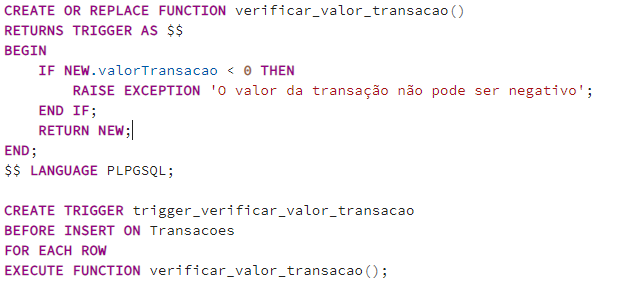 CREATE OR REPLACE FUNCTION verificar_valor_transacao()
RETURNS TRIGGER AS $$
BEGIN
    IF NEW.valorTransacao < 0 THEN
        RAISE EXCEPTION 'O valor da transação não pode ser negativo';
    END IF;
    RETURN NEW;
END;
$$ LANGUAGE PLPGSQL;

CREATE TRIGGER trigger_verificar_valor_transacao
BEFORE INSERT ON Transacoes
FOR EACH ROW
EXECUTE FUNCTION verificar_valor_transacao();